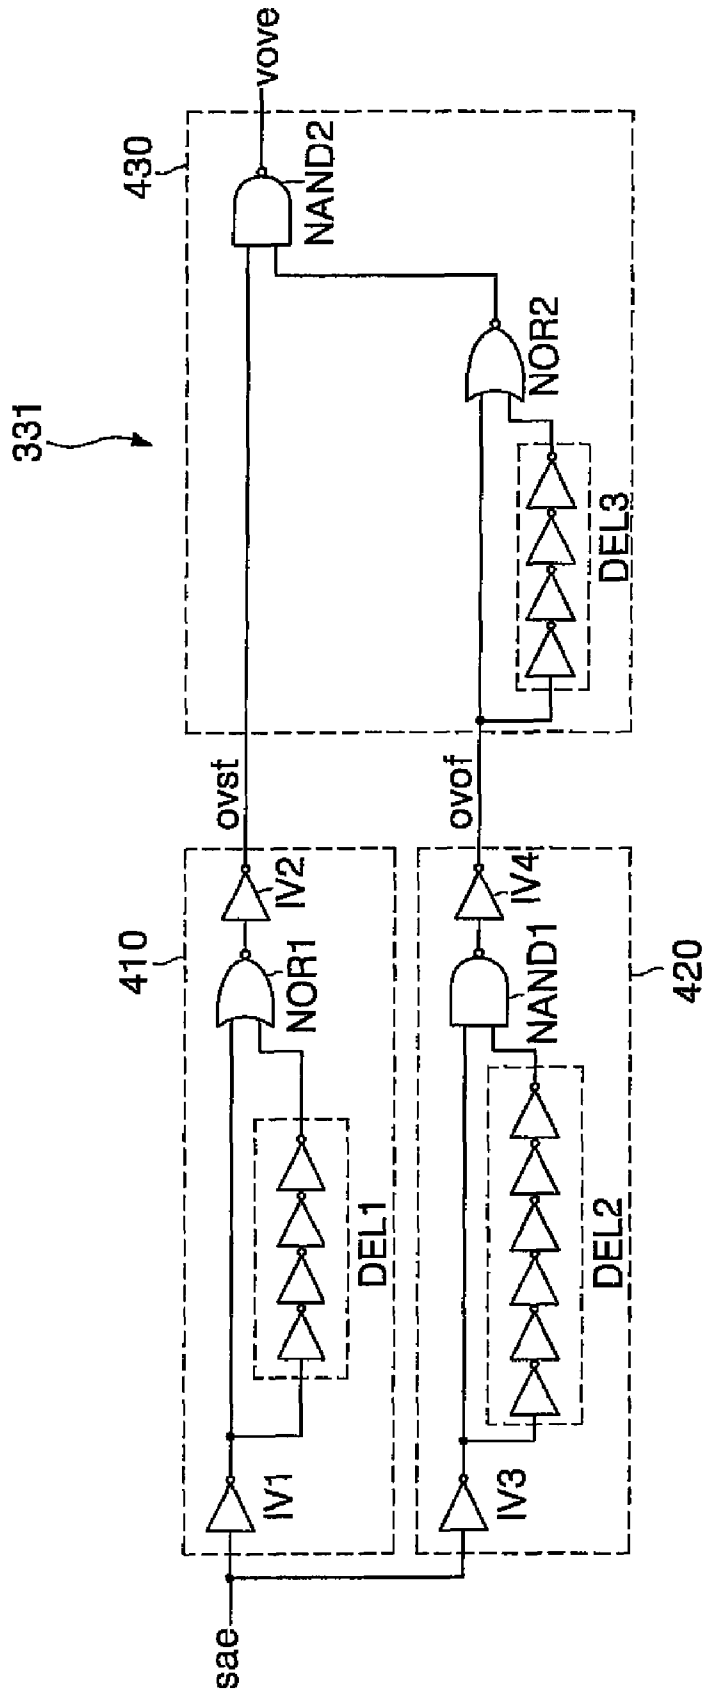 331
sae
410
IV1
DEL1
NOR1
IV2
ovst
420
IV3
DEL2
NAND1
IV4
ovof
430
DEL3
NOR2
NAND2
vove